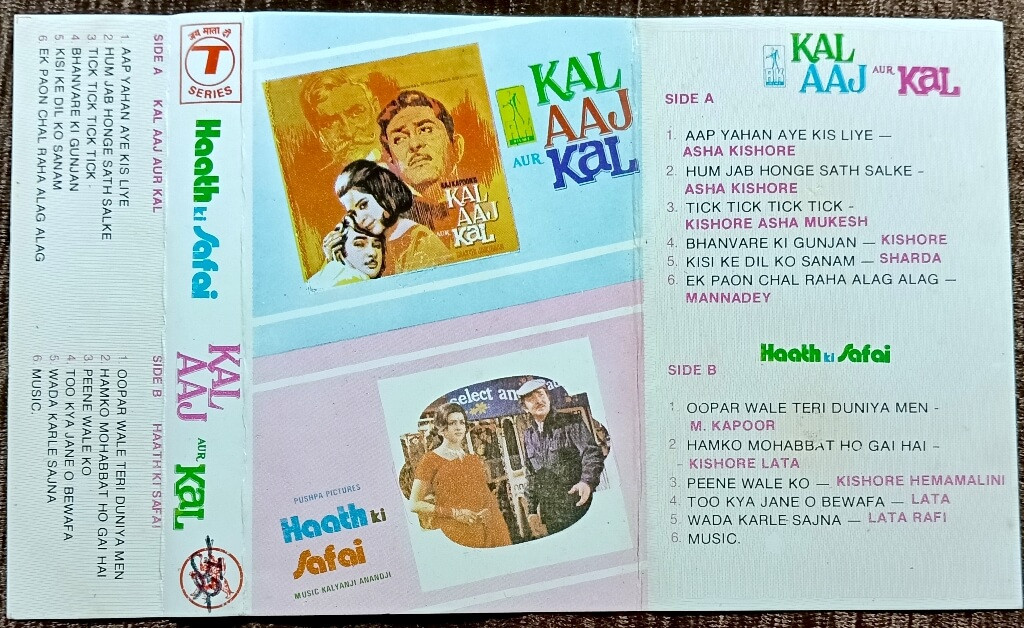 SIDE A KAL AAJ AUR KAL
1 AAP YAHAN AYE KIS LIYE
2 HUM JAB HONGE SATH SALKE
3 TICK TICK TICK -
4 BHANVARE KI GUNJAN
5 KISI KE DIL KO SANAM
6 EK PAON CHAL RAHA ALAG ALAG
SIDE B HAATH KI SAFAI
1 OOPAR WALE TERI DUNIYA MEN
2 HAMKO MOHABBAT HO GAI HAI
3 PEENE WALE KO
4 TOO KYA JANE O BEWAFA
5 WADA KARLE SAJNA
6 MUSIC.
जय माता दी
T
SERIES
Haath ki Safai
KAL AAJ AUR KAL
KAL
AAJ
AUR KAL
RAJ KAPOOR'S
KAL
AAJ
AUR
KAL
select an
PUSHPA PICTURES
Haath ki
Safai
MUSIC KALYANJI ANANDJI
KAL
AAJ AUR KAL
SIDE A
1. AAP YAHAN AYE KIS LIYE —
ASHA KISHORE
2. HUM JAB HONGE SATH SALKE -
ASHA KISHORE
3. TICK TICK TICK TICK -
KISHORE ASHA MUKESH
4. BHANVARE KI GUNJAN — KISHORE
5. KISI KE DIL KO SANAM — SHARDA
6. EK PAON CHAL RAHA ALAG ALAG —
MANNADEY
Haath ki Safai
SIDE B
1. OOPAR WALE TERI DUNIYA MEN -
M. KAPOOR
2. HAMKO MOHABBAT HO GAI HAI -
- KISHORE LATA
3. PEENE WALE KO — KISHORE HEMAMALINI
4. TOO KYA JANE O BEWAFA — LATA
5. WADA KARLE SAJNA — LATA RAFI
6. MUSIC.